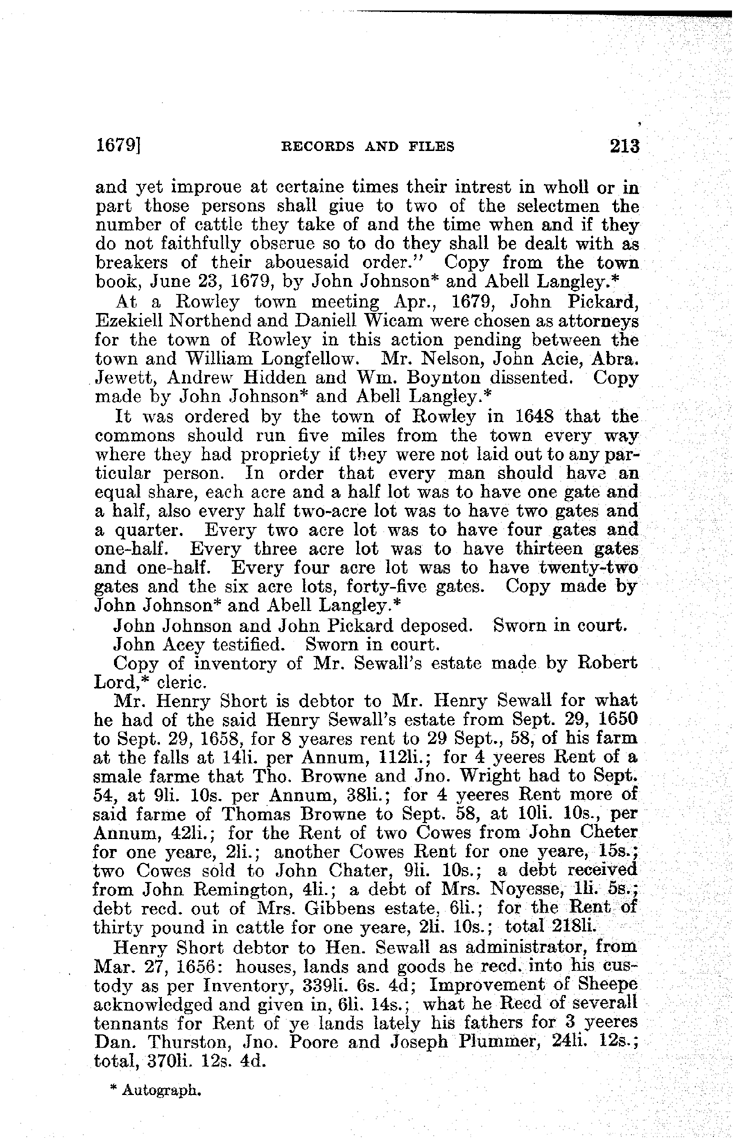 1679] RECORDS AND FILES 213
and yet improue at certaine times their intrest in wholl or in
part those persons shall giue to two of the selectmen the
number of cattle they take of and the time when and if they
do not faithfully obserue so to do they shall be dealt with as
breakers of their abouesaid order." Copy from the town
book, June 23, 1679, by John Johnson* and Abell Langley.*
At a Rowley town meeting Apr., 1679, John Pickard,
Ezekiell Northend and Daniell Wicam were chosen as attorneys
for the town of Rowley in this action pending between the
town and William Longfellow. Mr. Nelson, John Acie, Abra.
Jewett, Andrew Hidden and Wm. Boynton dissented. Copy
made by John Johnson* and Abell Langley.*
It was ordered by the town of Rowley in 1648 that the
commons should run five miles from the town every way
where they had propriety if they were not laid out to any par-
ticular person. In order that every man should have an
equal share, each acre and a half lot was to have one gate and
a half, also every half two-acre lot was to have two gates and
a quarter. Every two acre lot was to have four gates and
one-half. Every three acre lot was to have thirteen gates
and one-half. Every four acre lot was to have twenty-two
gates and the six acre lots, forty-five gates. Copy made by
John Johnson* and Abell Langley.*
John Johnson and John Pickard deposed. Sworn in court.
John Acey testified. Sworn in court.
Copy of inventory of Mr. Sewall's estate made by Robert
Lord,* cleric.
Mr. Henry Short is debtor to Mr. Henry Sewall for what
he had of the said Henry Sewall's estate from Sept. 29, 1650
to Sept. 29, 1658, for 8 yeares rent to 29 Sept., 58, of his farm
at the falls at 14li. per Annum, 112li.; for 4 yeeres Rent of a
smale farme that Tho. Browne and Jno. Wright had to Sept.
54, at 9li. 10s. per Annum, 38li.; for 4 yeeres Rent more of
said farme of Thomas Browne to Sept. 58, at 10li. 10s., per
Annum, 42li.; for the Rent of two Cowes from John Cheter
for one yeare, 2li.; another Cowes Rent for one yeare, 15s.;
two Cowes sold to John Chater, 9li. 10s.; a debt received
from John Remington, 4li.; a debt of Mrs. Noyesse, 1li. 5s.;
debt recd. out of Mrs. Gibbens estate, 6li.; for the Rent of
thirty pound in cattle for one yeare, 2li. 10s.; total 218li.
Henry Short debtor to Hen. Sewall as administrator, from
Mar. 27, 1656: houses, lands and goods he recd. into his cus-
tody as per Inventory, 339li. 6s. 4d; Improvement of Sheepe
acknowledged and given in, 6li. 14s.; what he Recd of severall
tennants for Rent of ye lands lately his fathers for 3 yeeres
Dan. Thurston, Jno. Poore and Joseph Plummer, 24li. 12s.;
total, 370li. 12s. 4d.
* Autograph.